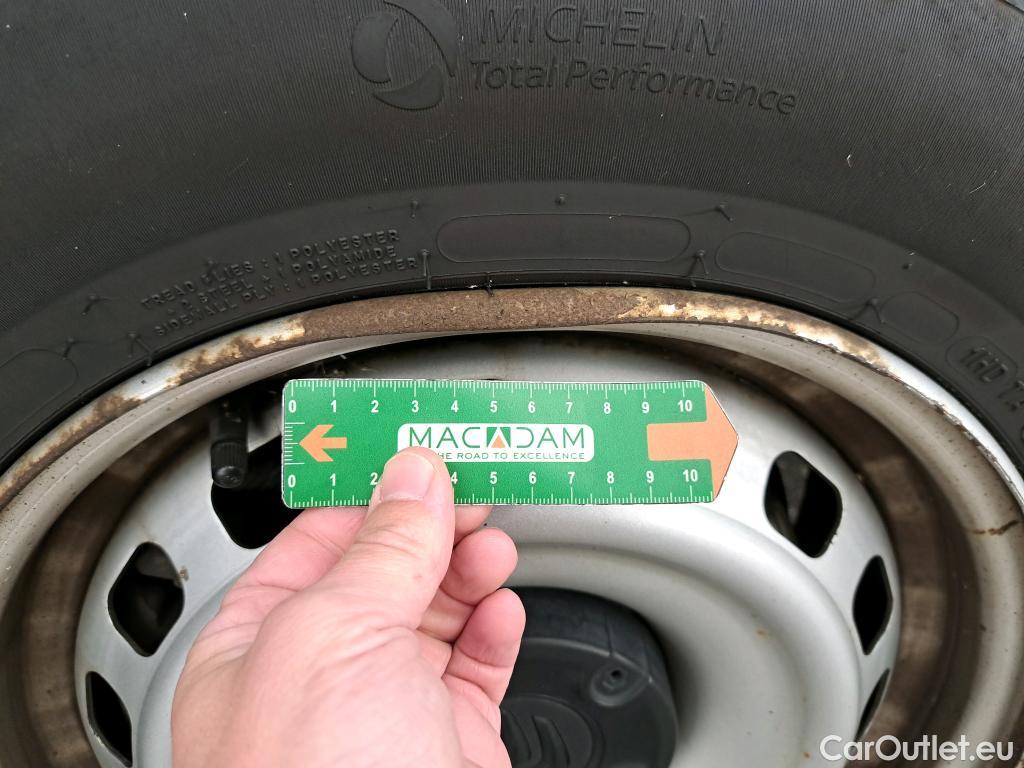 MICHELIN
Total Performance
TREAD PLIES : 1 POLYESTER
2 STEEL 1 POLYAMIDE
SIDEWALL PLY : 1 POLYESTER
1HD
0 1 2 3 4 5 6 7 8 9 10
MACADAM
THE ROAD TO EXCELLENCE
0 1 2 4 5 6 7 8 9 10
CarOutlet.eu